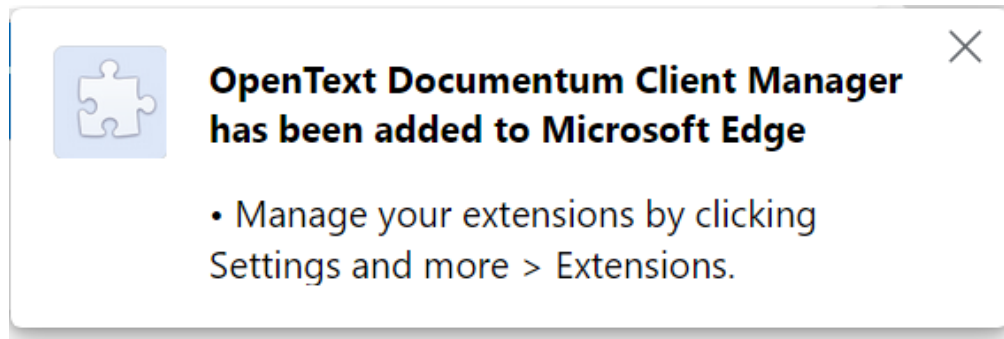 OpenText Documentum Client Manager
has been added to Microsoft Edge
• Manage your extensions by clicking
Settings and more > Extensions.